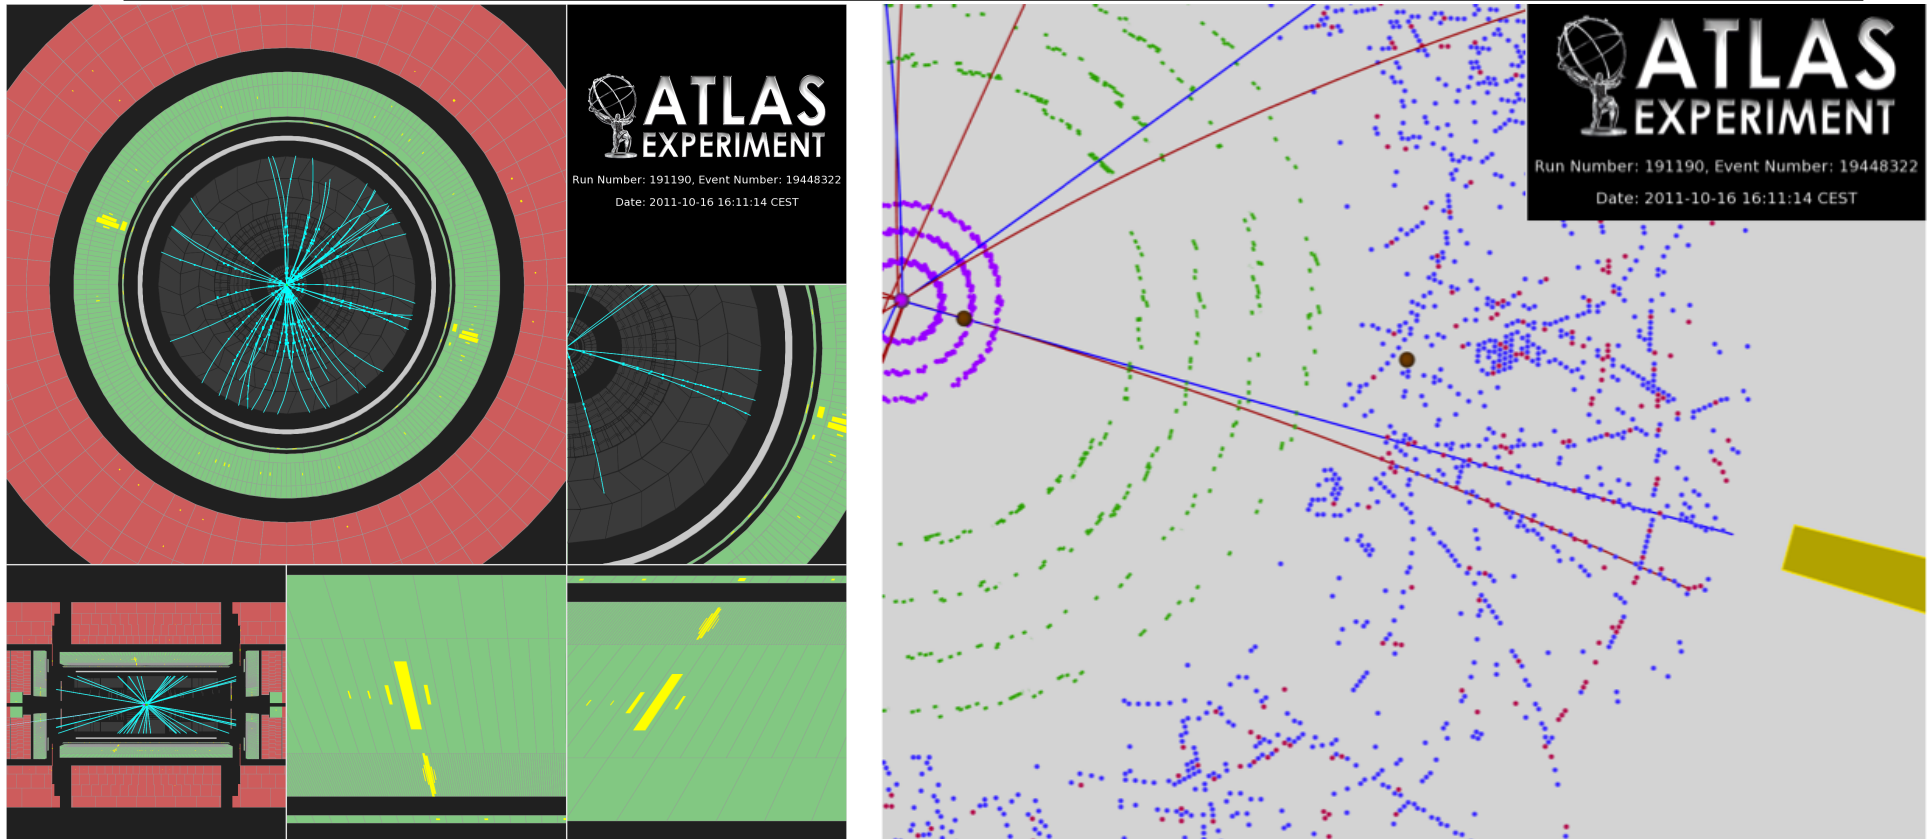 ATLAS
EXPERIMENT
Run Number: 191190, Event Number: 19448322
Date: 2011-10-16 16:11:14 CEST
ATLAS
EXPERIMENT
Run Number: 191190, Event Number: 19448322
Date: 2011-10-16 16:11:14 CEST